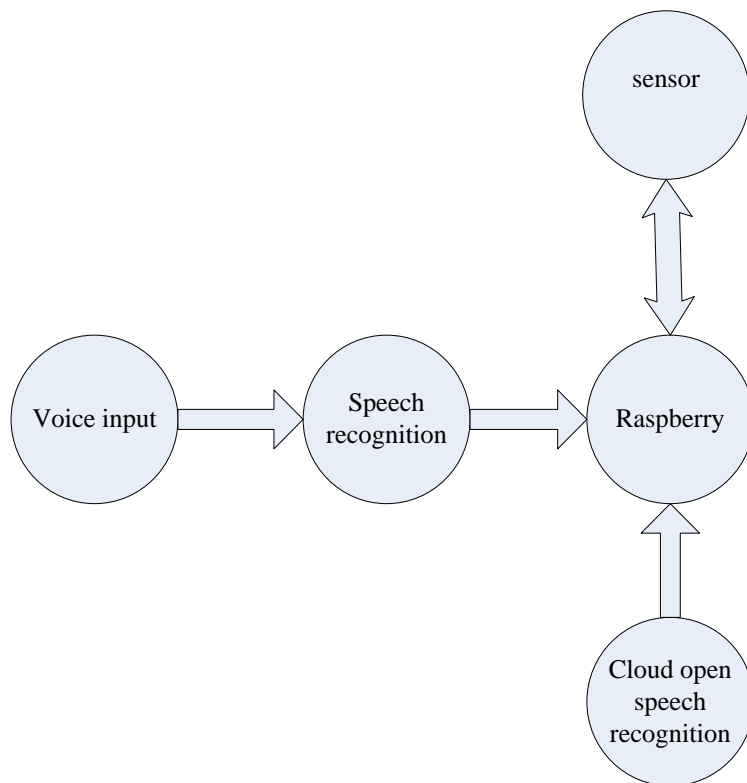 sensor
Voice input
Speech
recognition
Raspberry
Cloud open
speech
recognition